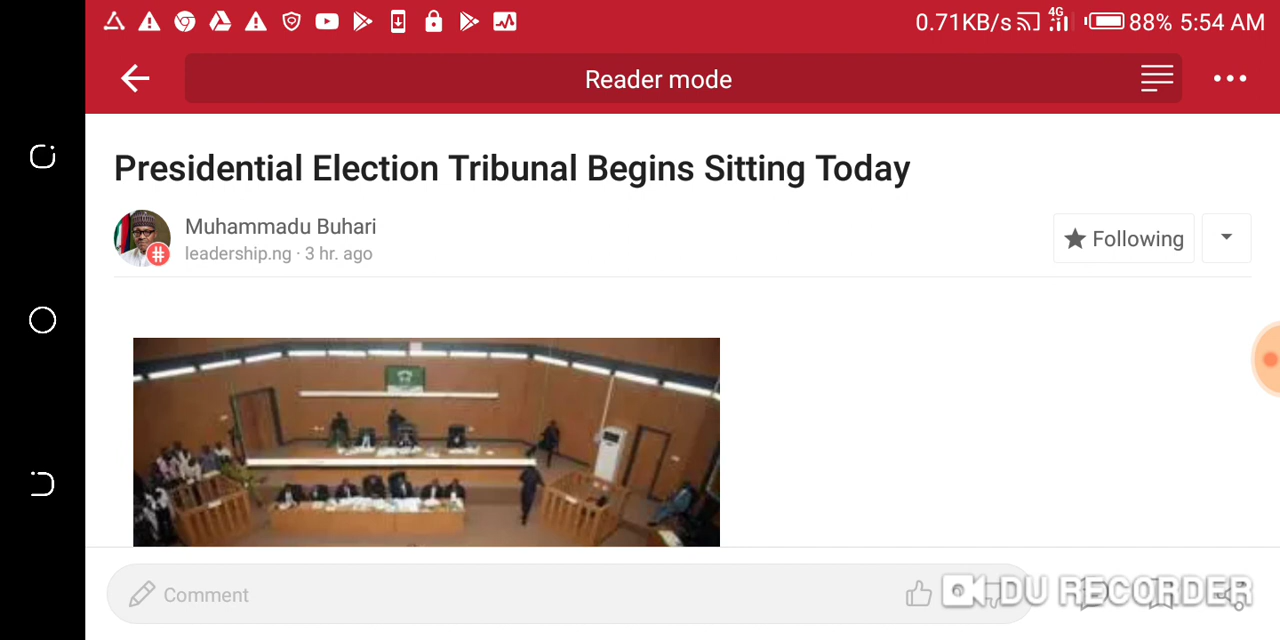 0.71KB/s 4G 88% 5:54 AM
Reader mode
Presidential Election Tribunal Begins Sitting Today
Muhammadu Buhari
leadership.ng · 3 hr. ago
Following
Comment
DU RECORDER